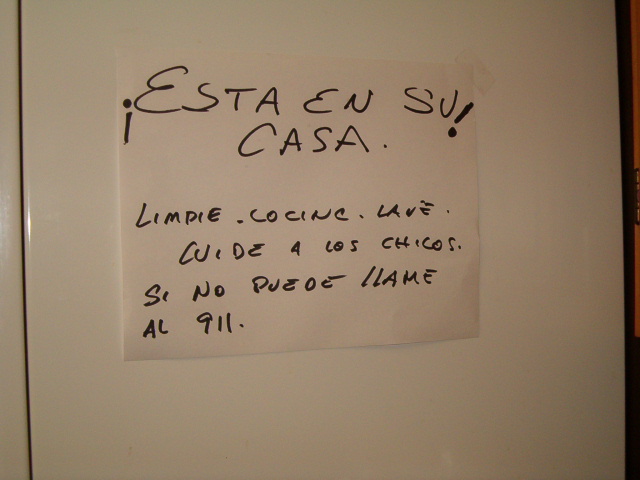 ¡ESTA EN SU!
CASA.
LIMPIE.COCINE.LAVE.
CUIDE A LOS CHICOS.
SI NO PUEDE LLAME
AL 911.